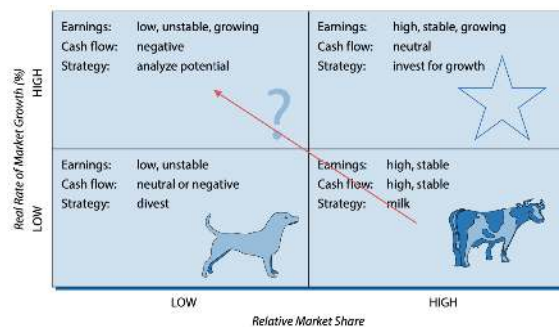 Real Rate of Market Growth (%)
HIGH
Earnings: low, unstable, growing
Cash flow: negative
Strategy: analyze potential
?
Earnings: high, stable, growing
Cash flow: neutral
Strategy: invest for growth
LOW
Earnings: low, unstable
Cash flow: neutral or negative
Strategy: divest
Earnings: high, stable
Cash flow: high, stable
Strategy: milk
LOW
HIGH
Relative Market Share